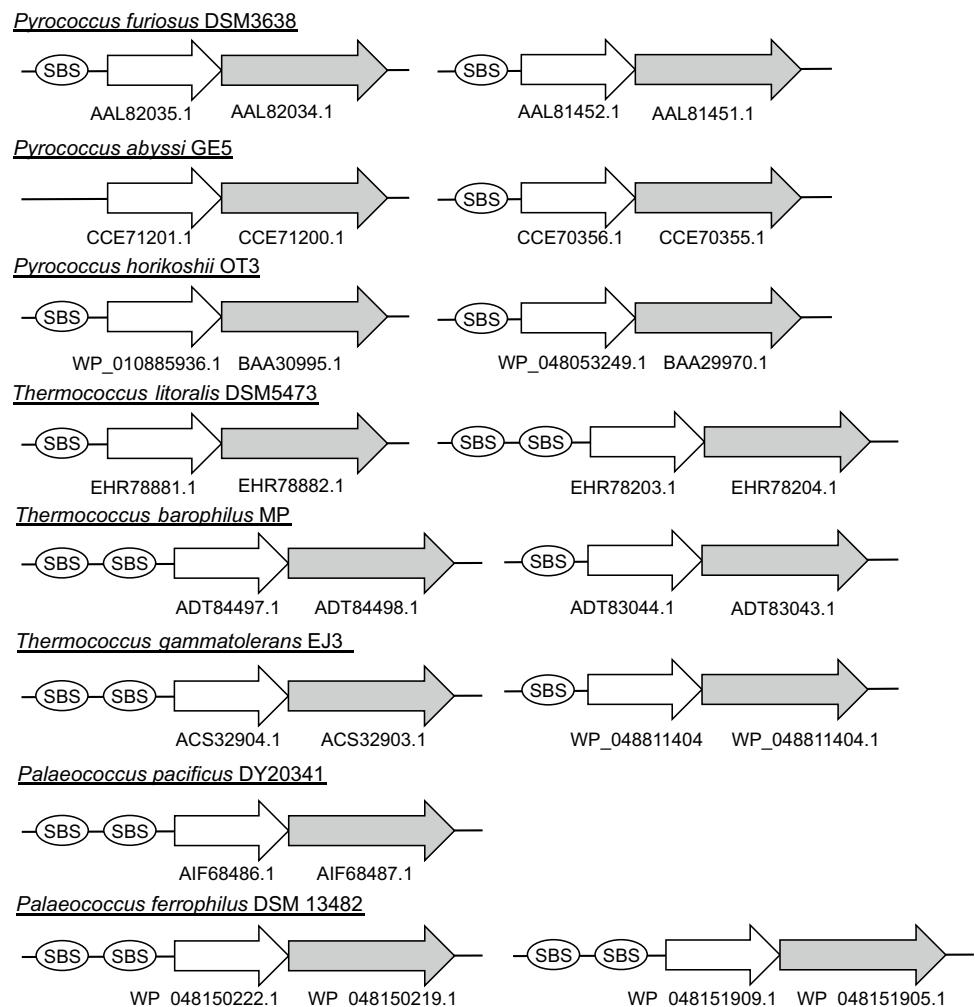 Pyrococcus furiosus DSM3638
SBS SBS
AAL82035.1 AAL82034.1 AAL81452.1 AAL81451.1
Pyrococcus abyssi GE5
SBS
CCE71201.1 CCE71200.1 CCE70356.1 CCE70355.1
Pyrococcus horikoshii OT3
SBS SBS
WP_010885936.1 BAA30995.1 WP_048053249.1 BAA29970.1
Thermococcus litoralis DSM5473
SBS SBS SBS
EHR78881.1 EHR78882.1 EHR78203.1 EHR78204.1
Thermococcus barophilus MP
SBS SBS SBS
ADT84497.1 ADT84498.1 ADT83044.1 ADT83043.1
Thermococcus gammatolerans EJ3
SBS SBS SBS
ACS32904.1 ACS32903.1 WP_048811404 WP_048811404.1
Palaeococcus pacificus DY20341
SBS SBS
AIF68486.1 AIF68487.1
Palaeococcus ferrophilus DSM 13482
SBS SBS SBS SBS
WP_048150222.1 WP_048150219.1 WP_048151909.1 WP_048151905.1